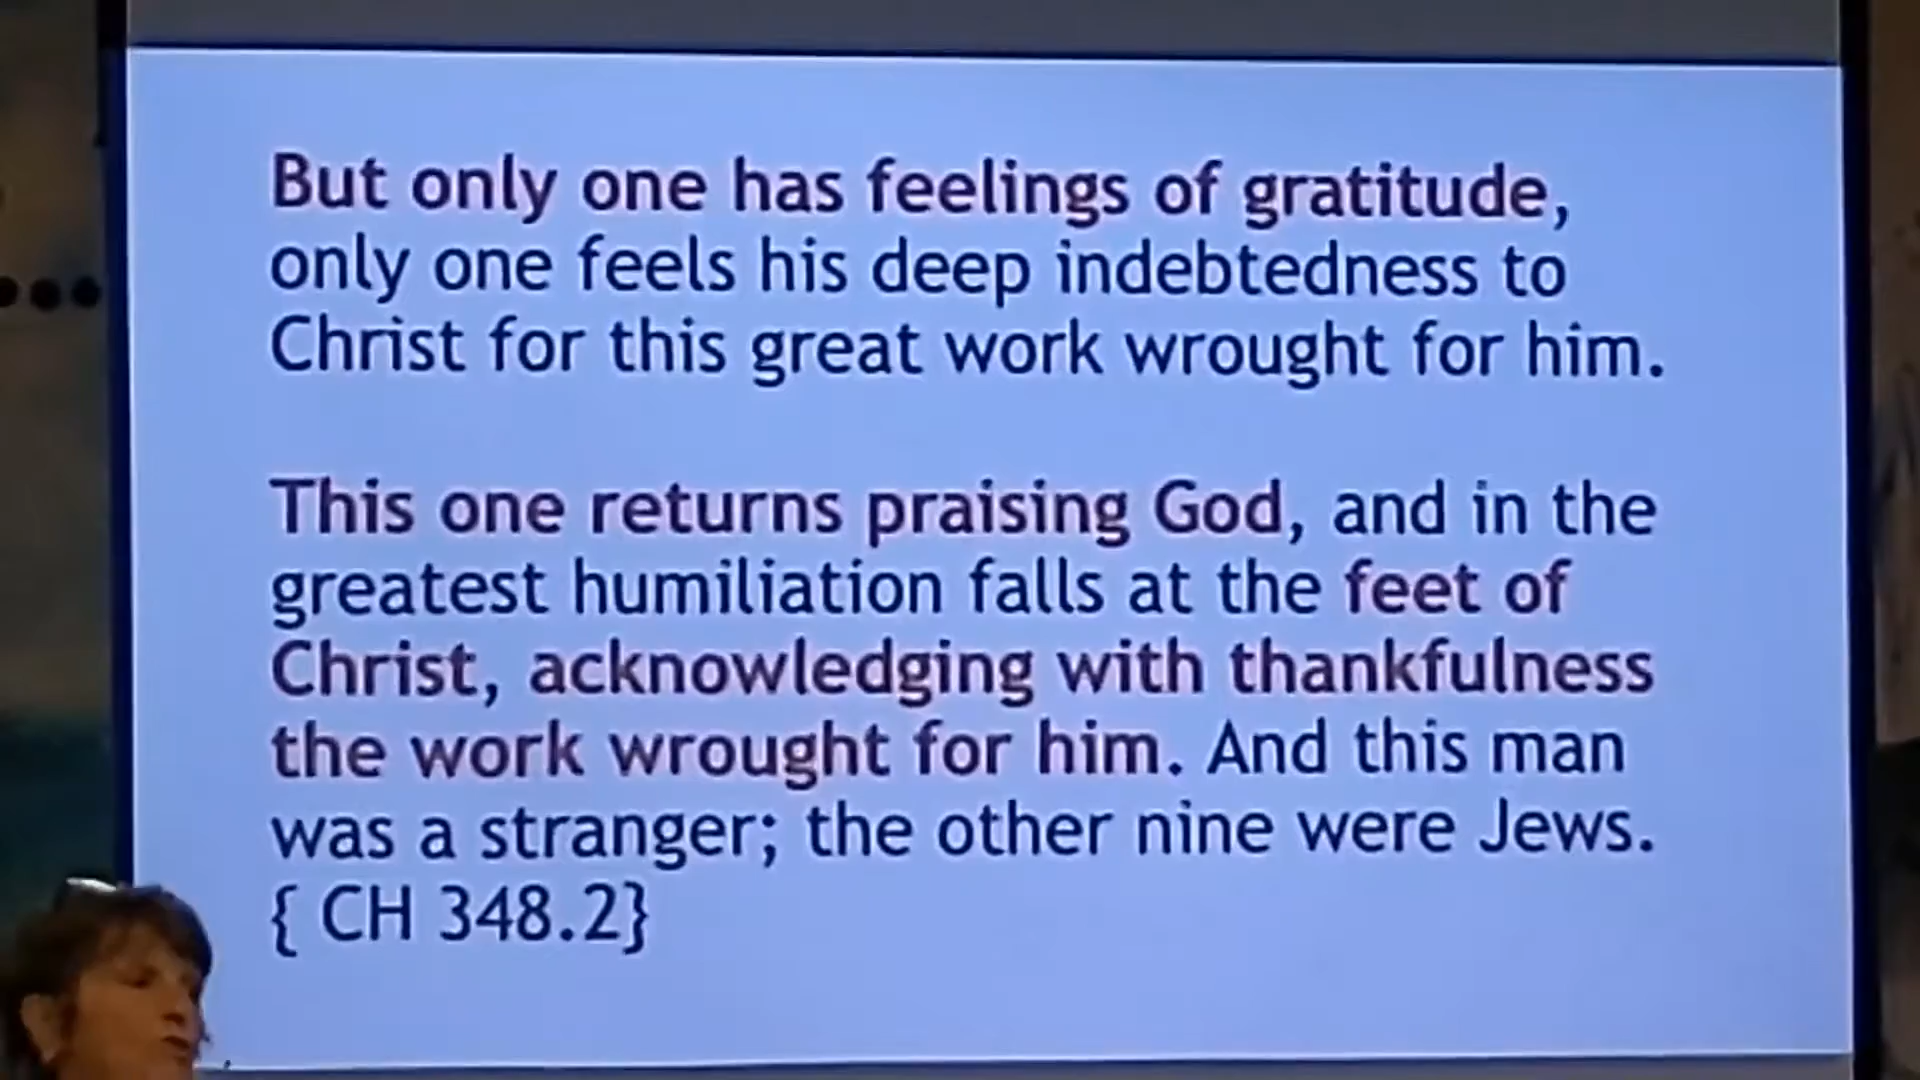 But only one has feelings of gratitude,
only one feels his deep indebtedness to
Christ for this great work wrought for him.
This one returns praising God, and in the
greatest humiliation falls at the feet of
Christ, acknowledging with thankfulness
the work wrought for him. And this man
was a stranger; the other nine were Jews.
{ CH 348.2}